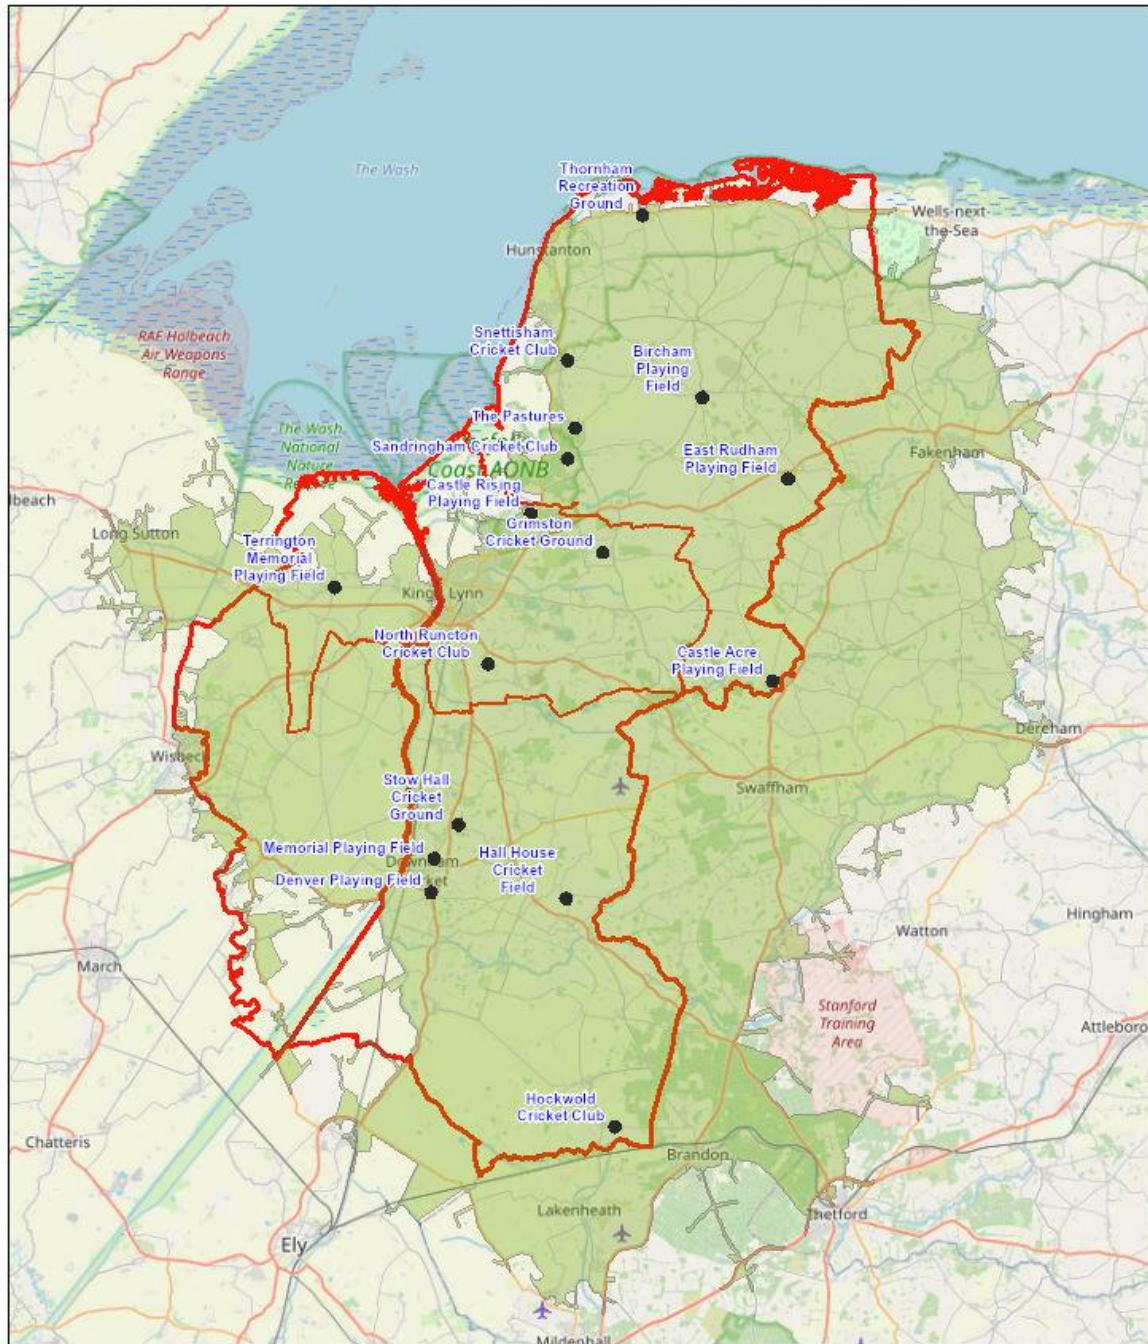 The Wash
Thornham
Recreation
Ground
Wells-next-
the-Sea
Hunstanton
RAF Holbeach
Air Weapons
Range
Snettisham
Cricket Club
Bircham
Playing
Field
The Pastures
The Wash
National
Nature
Sandringham Cricket Club
Coast AONB
East Rudham
Playing Field
Fakenham
Castle Rising
Playing Field
Grimston
Cricket Ground
lbeach
Long Sutton
Terrington
Memorial
Playing Field
King's Lynn
North Runcton
Cricket Club
Castle Acre
Playing Field
Dereham
Wisbech
Swaffham
Stow Hall
Cricket
Ground
Memorial Playing Field
Denver Playing Field
Hall House
Cricket
Field
Hingham
Watton
March
Stanford
Training
Area
Attleboro
Hockwold
Cricket Club
Chatteris
Brandon
Thetford
Lakenheath
Ely
Mildenhall